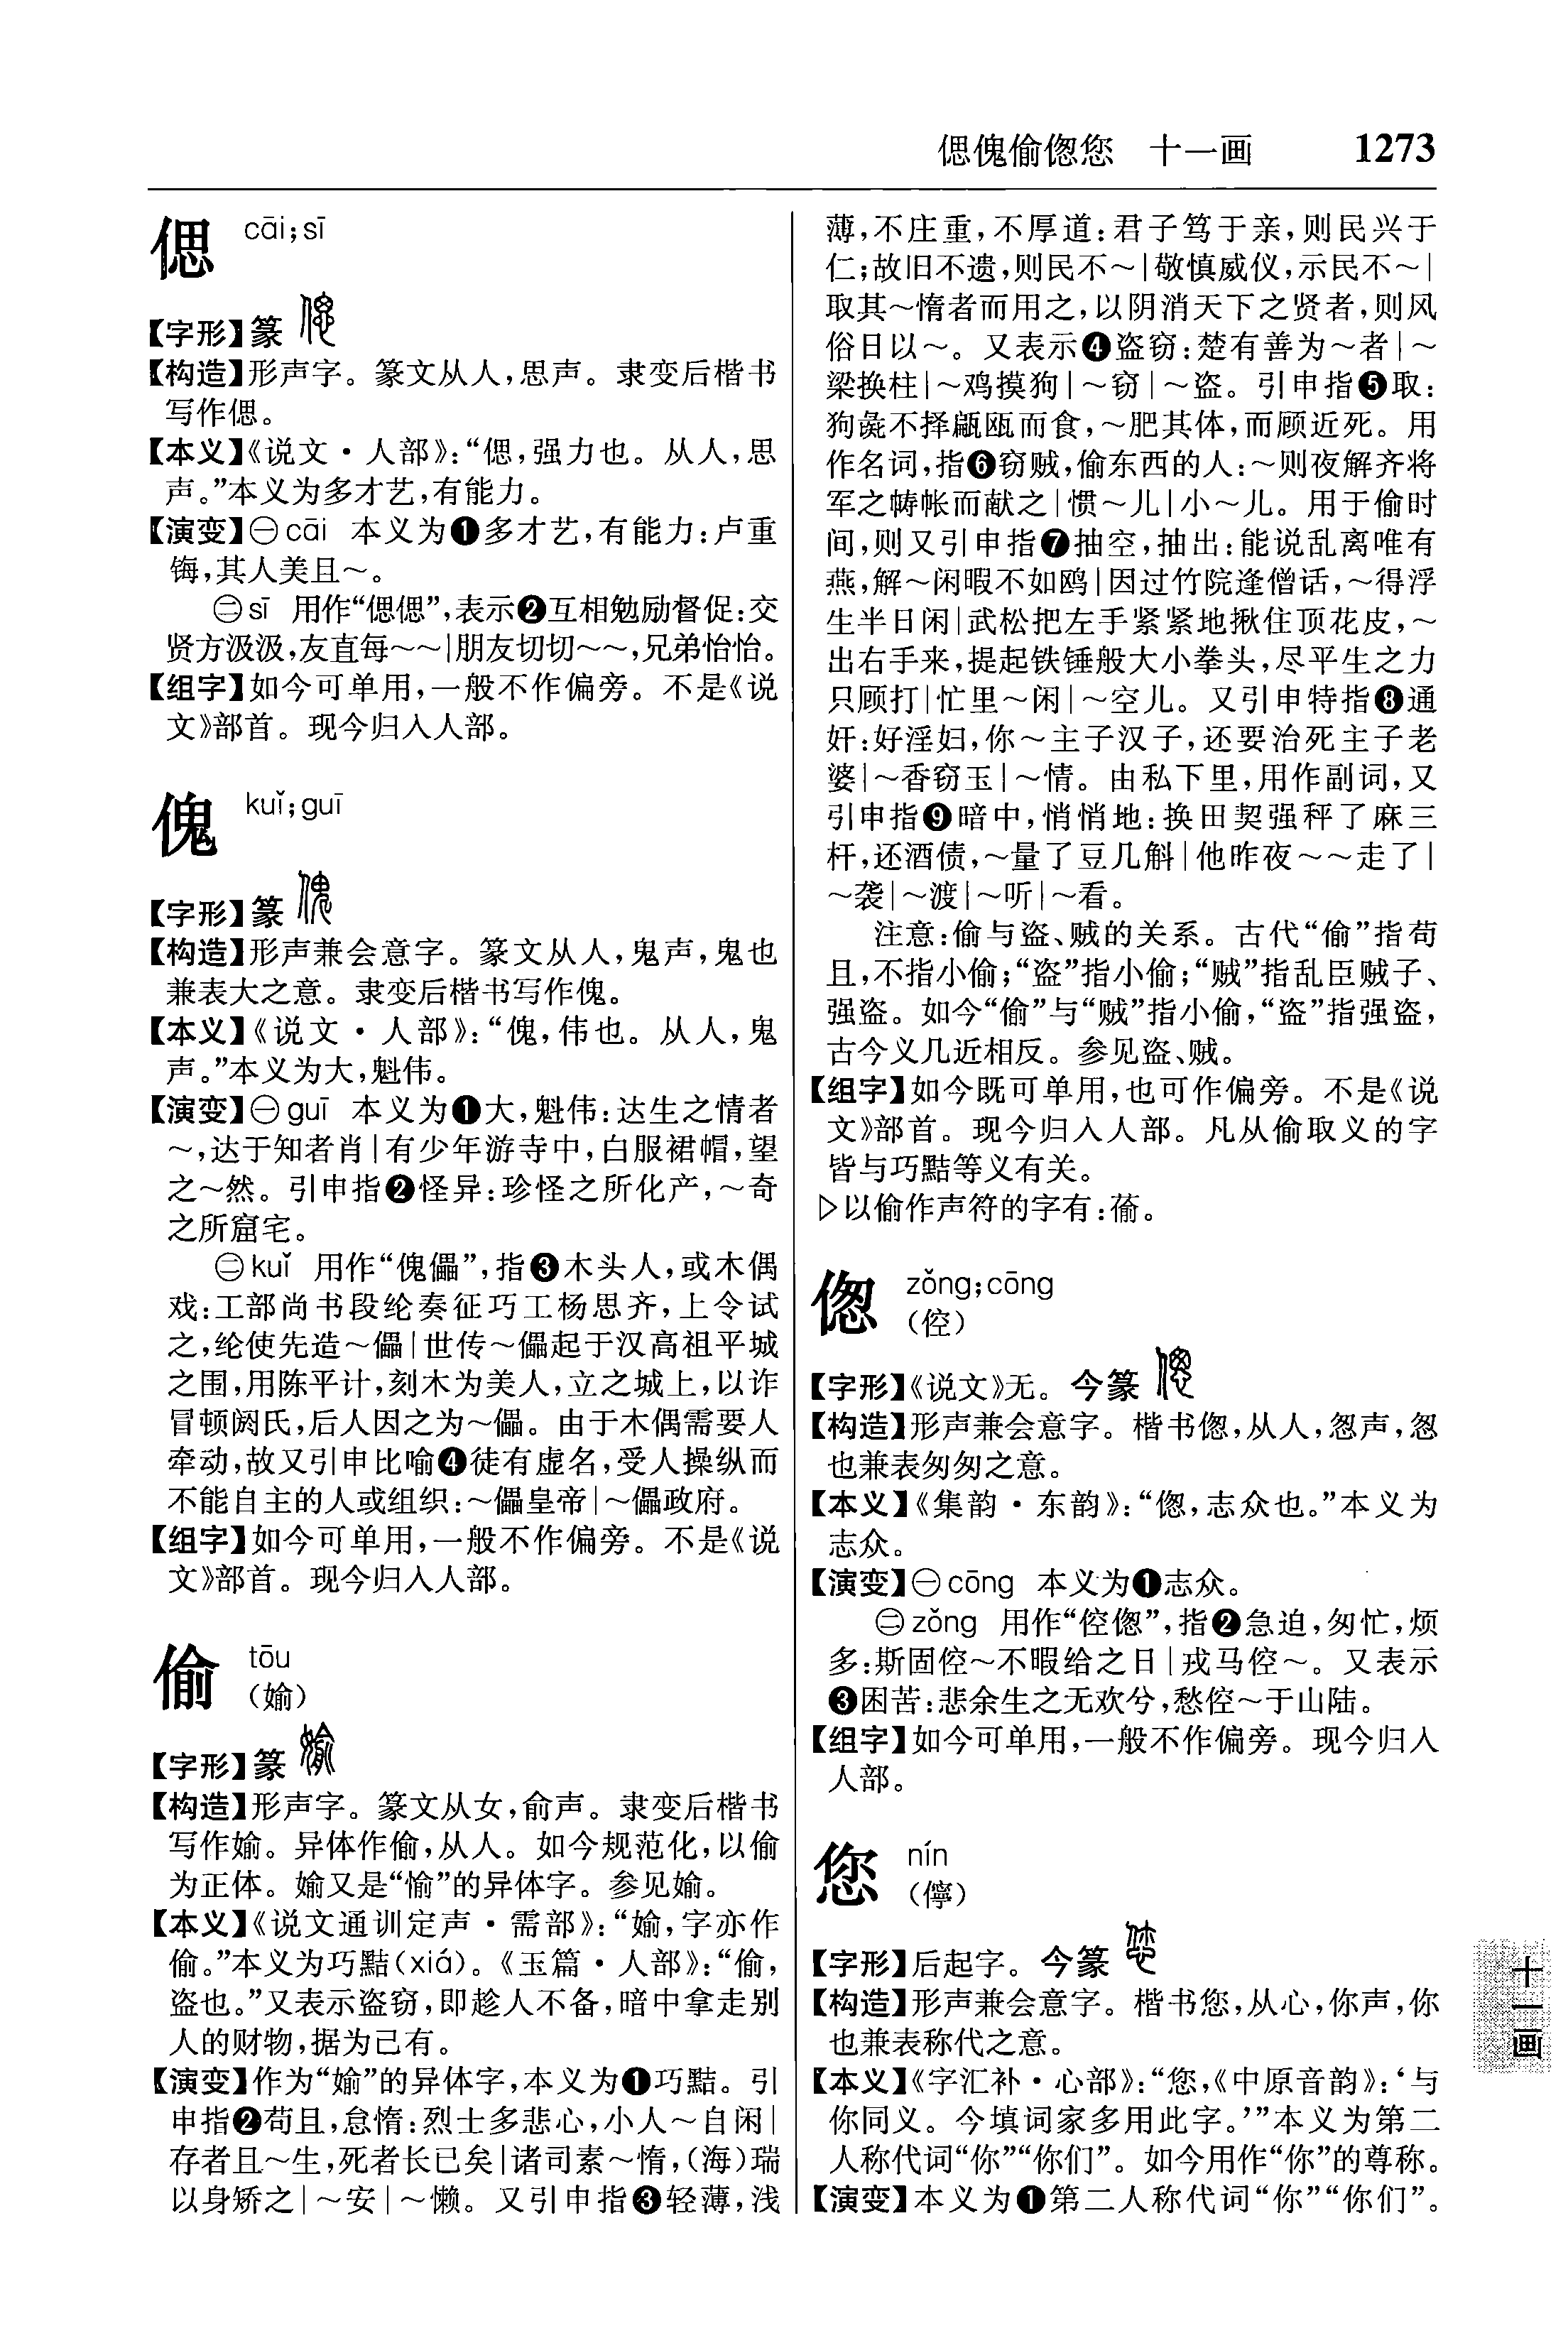 偲傀偷傯您 十一画 1273
偲 cāi;sī
【字形】篆
【构造】形声字。篆文从人,思声。隶变后楷书
写作偲。
【本义】《说文·人部》:“偲,强力也。从人,思
声。”本义为多才艺,有能力。
【演变】㊀cāi 本义为❶多才艺,有能力:卢重
铸,其人美且~。
㊁sī 用作“偲偲”,表示❷互相勉励督促:交
贤方汲汲,友直每~~|朋友切切~~,兄弟怡怡。
【组字】如今可单用,一般不作偏旁。不是《说
文》部首。现今归入人部。
傀 kuǐ;guī
【字形】篆
【构造】形声兼会意字。篆文从人,鬼声,鬼也
兼表大之意。隶变后楷书写作傀。
【本义】《说文·人部》:“傀,伟也。从人,鬼
声。”本义为大,魁伟。
【演变】㊀guī 本义为❶大,魁伟:达生之情者
~,达于知者肖|有少年游寺中,白服裙帽,望
之~然。引申指❷怪异:珍怪之所化产,~奇
之所窟宅。
㊁kuǐ 用作“傀儡”,指❸木头人,或木偶
戏:工部尚书段纶奏征巧工杨思齐,上令试
之,纶使先造~儡|世传~儡起于汉高祖平城
之围,用陈平计,刻木为美人,立之城上,以诈
冒顿阏氏,后人因之为~儡。由于木偶需要人
牵动,故又引申比喻❹徒有虚名,受人操纵而
不能自主的人或组织:~儡皇帝|~儡政府。
【组字】如今可单用,一般不作偏旁。不是《说
文》部首。现今归入人部。
偷 tōu
(媮)
【字形】篆
【构造】形声字。篆文从女,俞声。隶变后楷书
写作媮。异体作偷,从人。如今规范化,以偷
为正体。媮又是“愉”的异体字。参见媮。
【本义】《说文通训定声·需部》:“媮,字亦作
偷。”本义为巧黠(xiá)。《玉篇·人部》:“偷,
盗也。”又表示盗窃,即趁人不备,暗中拿走别
人的财物,据为己有。
【演变】作为“媮”的异体字,本义为❶巧黠。引
申指❷苟且,怠惰:烈士多悲心,小人~自闲|
存者且~生,死者长已矣|诸司素~惰,(海)瑞
以身矫之|~安|~懒。又引申指❸轻薄,浅
薄,不庄重,不厚道:君子笃于亲,则民兴于
仁;故旧不遗,则民不~|敬慎威仪,示民不~|
取其~惰者而用之,以阴消天下之贤者,则风
俗日以~。又表示❹盗窃:楚有善为~者|~
梁换柱|~鸡摸狗|~窃|~盗。引申指❺取:
狗彘不择甂瓯而食,~肥其体,而顾近死。用
作名词,指❻窃贼,偷东西的人:~则夜解齐将
军之帱帐而献之|惯~儿|小~儿。用于偷时
间,则又引申指❼抽空,抽出:能说乱离唯有
燕,解~闲暇不如鸥|因过竹院逢僧话,~得浮
生半日闲|武松把左手紧紧地揪住顶花皮,~
出右手来,提起铁锤般大小拳头,尽平生之力
只顾打|忙里~闲|~空儿。又引申特指❽通
奸:好淫妇,你~主子汉子,还要治死主子老
婆|~香窃玉|~情。由私下里,用作副词,又
引申指❾暗中,悄悄地:换田契强秤了麻三
杆,还酒债,~量了豆几斛|他昨夜~~走了|
~袭|~渡|~听|~看。
注意:偷与盗、贼的关系。古代“偷”指苟
且,不指小偷;“盗”指小偷;“贼”指乱臣贼子、
强盗。如今“偷”与“贼”指小偷,“盗”指强盗,
古今义几近相反。参见盗、贼。
【组字】如今既可单用,也可作偏旁。不是《说
文》部首。现今归入人部。凡从偷取义的字
皆与巧黠等义有关。
▷以偷作声符的字有:蕍。
傯 zǒng;cōng
(倥)
【字形】《说文》无。今篆
【构造】形声兼会意字。楷书傯,从人,怱声,怱
也兼表匆匆之意。
【本义】《集韵·东韵》:“傯,志众也。”本义为
志众。
【演变】㊀cōng 本义为❶志众。
㊁zǒng 用作“倥傯”,指❷急迫,匆忙,烦
多:斯固倥~不暇给之日|戎马倥~。又表示
❸困苦:悲余生之无欢兮,愁倥~于山陆。
【组字】如今可单用,一般不作偏旁。现今归入
人部。
您 nín
(儜)
【字形】后起字。今篆
【构造】形声兼会意字。楷书您,从心,你声,你
也兼表称代之意。
【本义】《字汇补·心部》:“您,《中原音韵》:‘与
你同义。今填词家多用此字。’”本义为第二
人称代词“你”“你们”。如今用作“你”的尊称。
【演变】本义为❶第二人称代词“你”“你们”。
十一画